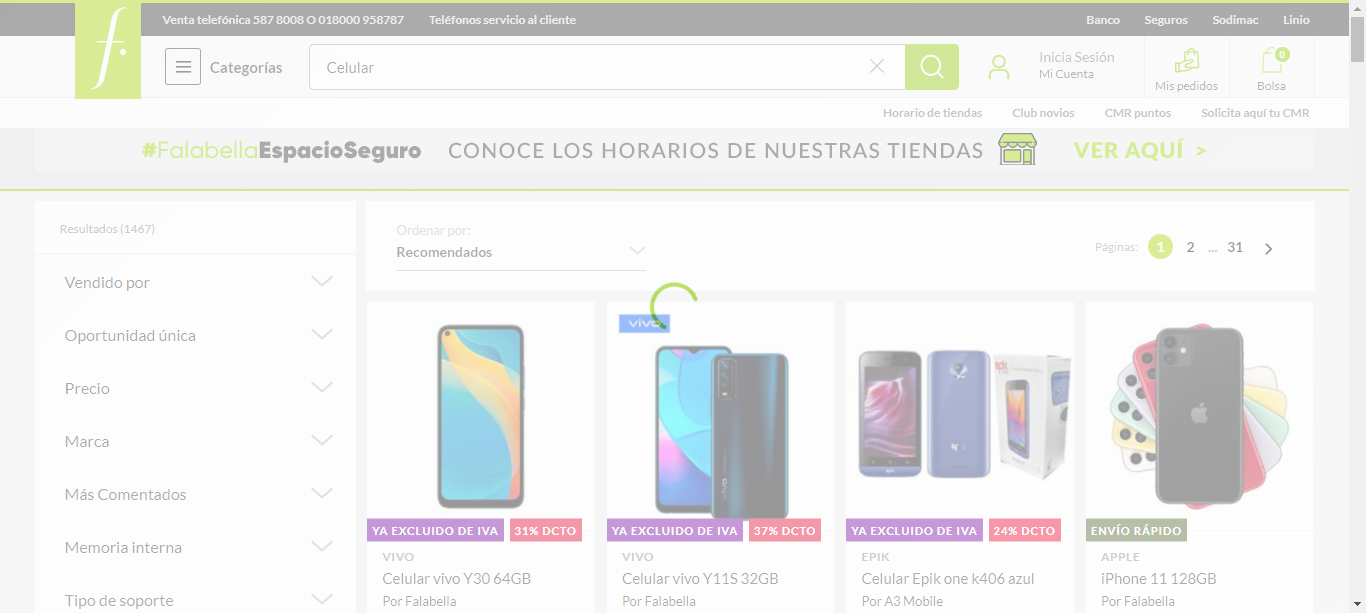 Venta telefónica 587 8008 O 018000 958787 Teléfonos servicio al cliente Banco Seguros Sodimac Linio
f.
Categorías Celular Inicia Sesión
Mi Cuenta
Mis pedidos
0
Bolsa
Horario de tiendas Club novios CMR puntos Solicita aquí tu CMR
#FalabellaEspacioSeguro CONOCE LOS HORARIOS DE NUESTRAS TIENDAS VER AQUÍ >
Resultados (1467)
Vendido por
Oportunidad única
Precio
Marca
Más Comentados
Memoria interna
Tipo de soporte
Ordenar por:
Recomendados
Páginas: 1 2 ... 31
YA EXCLUIDO DE IVA 31% DCTO
VIVO
Celular vivo Y30 64GB
Por Falabella
vivo
YA EXCLUIDO DE IVA 37% DCTO
VIVO
Celular vivo Y11S 32GB
Por Falabella
YA EXCLUIDO DE IVA 24% DCTO
EPIK
Celular Epik one k406 azul
Por A3 Mobile
ENVÍO RÁPIDO
APPLE
iPhone 11 128GB
Por Falabella